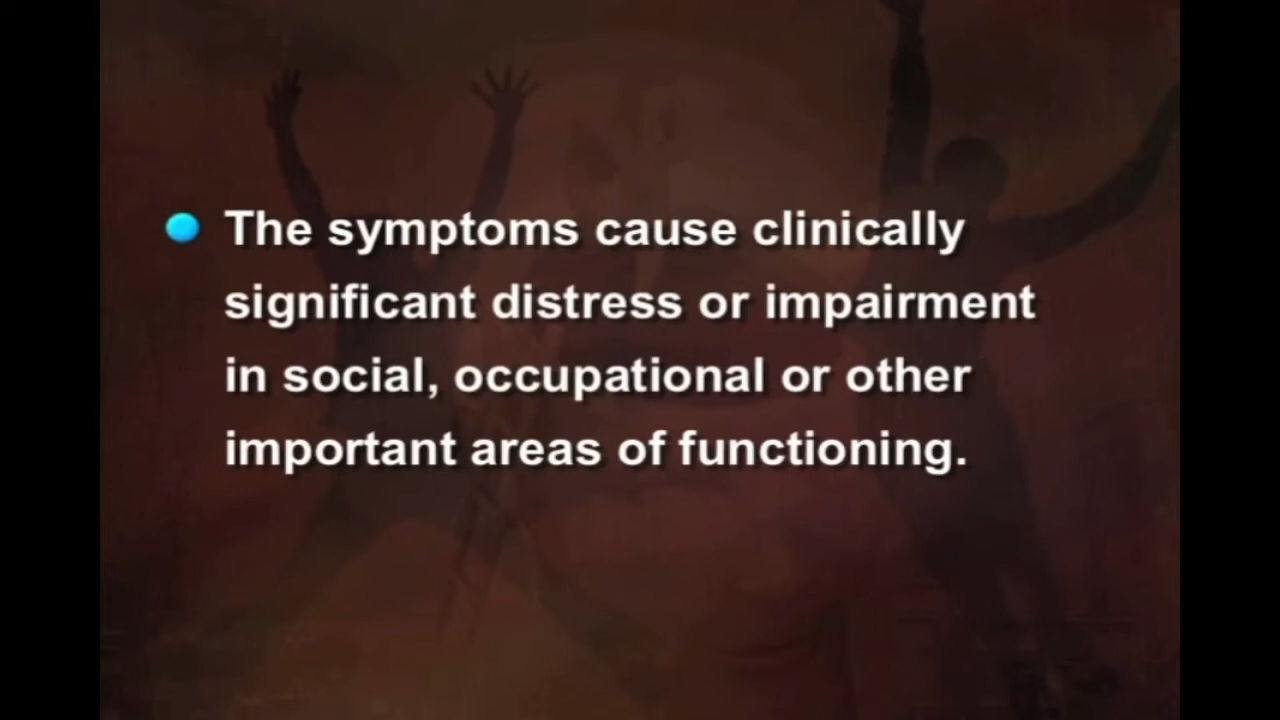 The symptoms cause clinically
significant distress or impairment
in social, occupational or other
important areas of functioning.